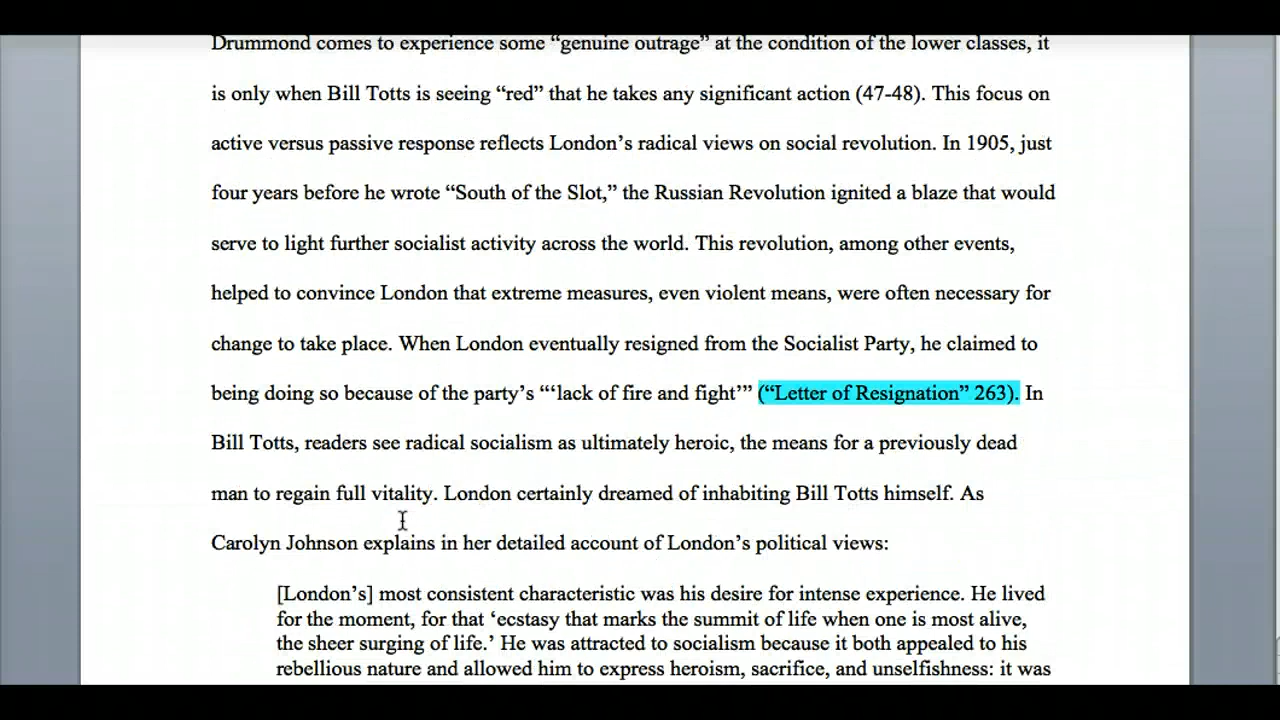 Drummond comes to experience some “genuine outrage” at the condition of the lower classes, it
is only when Bill Totts is seeing “red” that he takes any significant action (47-48). This focus on
active versus passive response reflects London’s radical views on social revolution. In 1905, just
four years before he wrote “South of the Slot,” the Russian Revolution ignited a blaze that would
serve to light further socialist activity across the world. This revolution, among other events,
helped to convince London that extreme measures, even violent means, were often necessary for
change to take place. When London eventually resigned from the Socialist Party, he claimed to
being doing so because of the party’s “‘lack of fire and fight’” (“Letter of Resignation” 263). In
Bill Totts, readers see radical socialism as ultimately heroic, the means for a previously dead
man to regain full vitality. London certainly dreamed of inhabiting Bill Totts himself. As
Carolyn Johnson explains in her detailed account of London’s political views:
[London’s] most consistent characteristic was his desire for intense experience. He lived
for the moment, for that ‘ecstasy that marks the summit of life when one is most alive,
the sheer surging of life.’ He was attracted to socialism because it both appealed to his
rebellious nature and allowed him to express heroism, sacrifice, and unselfishness: it was